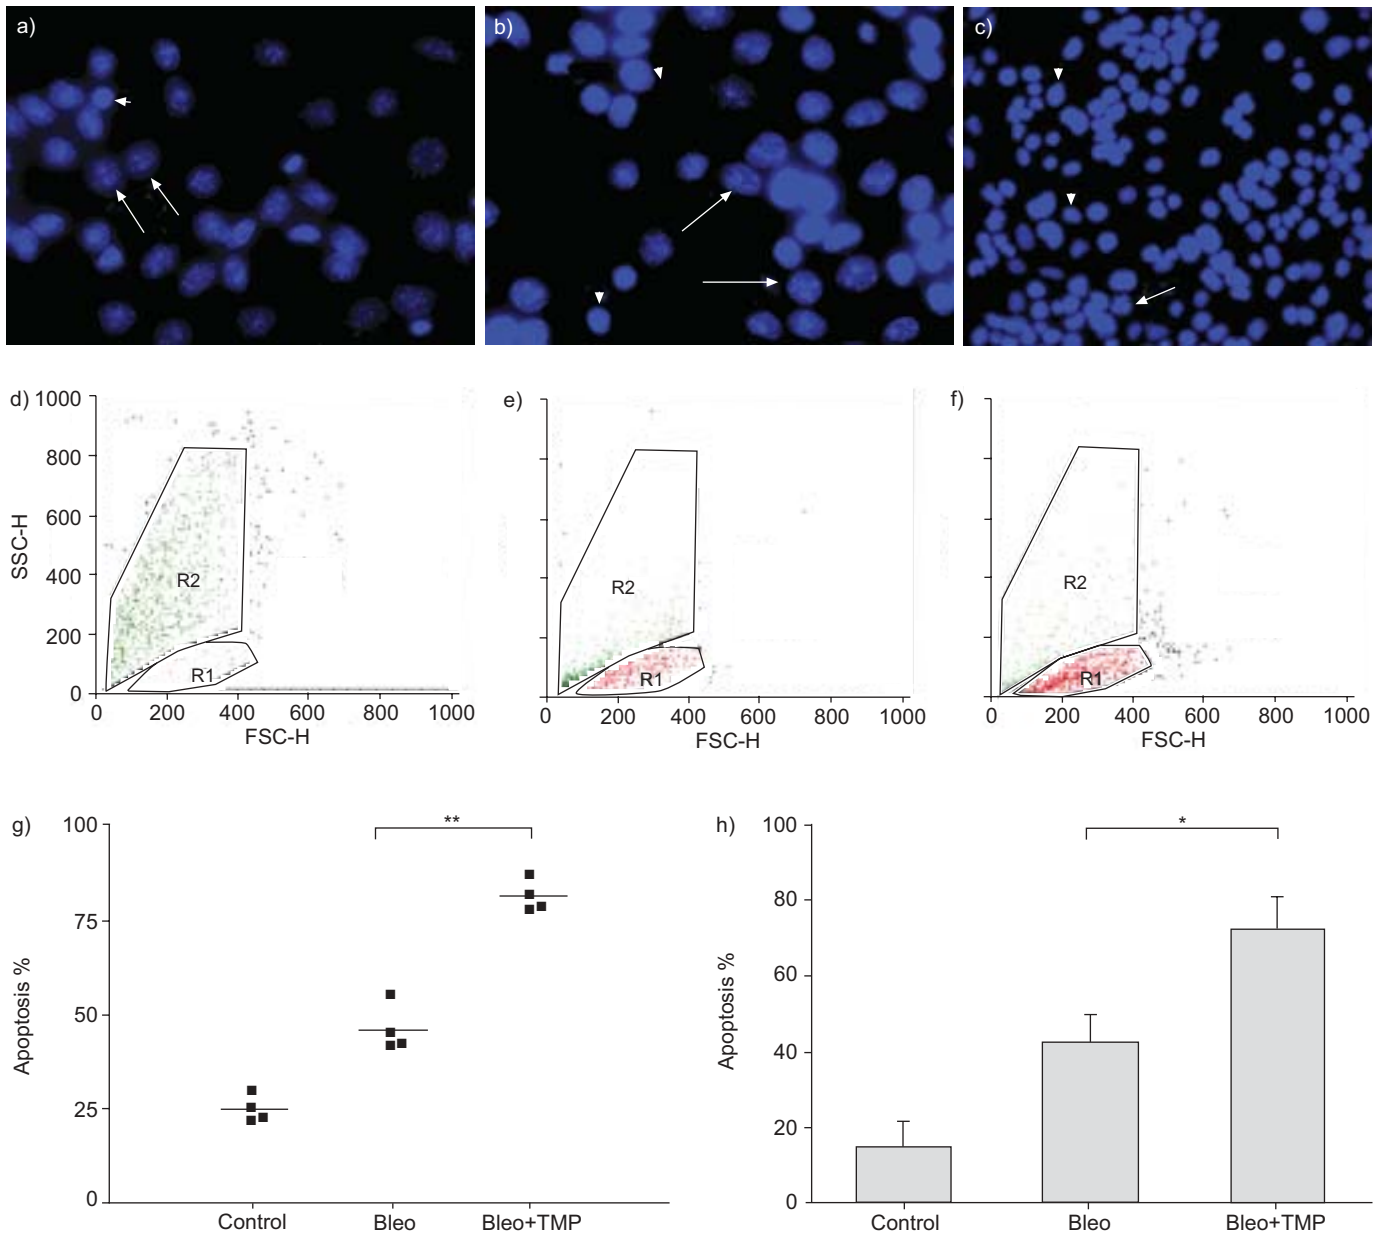 a)
b)
c)
d)
1000
800
600
400
200
0
SSC-H
R2
R1
0 200 400 600 800 1000
FSC-H
e)
R2
R1
0 200 400 600 800 1000
FSC-H
f)
R2
R1
0 200 400 600 800 1000
FSC-H
g)
100
75
50
25
0
Apoptosis %
**
Control Bleo Bleo+TMP
h)
100
80
60
40
20
0
Apoptosis %
*
Control Bleo Bleo+TMP